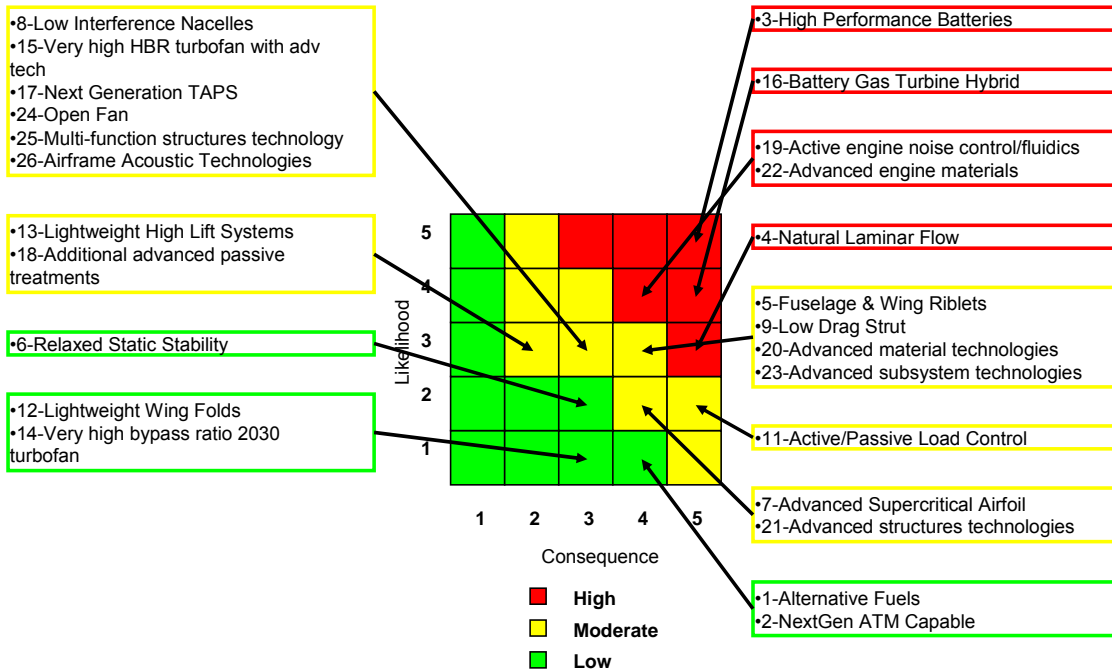 •8-Low Interference Nacelles
•15-Very high HBR turbofan with adv
tech
•17-Next Generation TAPS
•24-Open Fan
•25-Multi-function structures technology
•26-Airframe Acoustic Technologies
•13-Lightweight High Lift Systems
•18-Additional advanced passive
treatments
•6-Relaxed Static Stability
•12-Lightweight Wing Folds
•14-Very high bypass ratio 2030
turbofan
•3-High Performance Batteries
•16-Battery Gas Turbine Hybrid
•19-Active engine noise control/fluidics
•22-Advanced engine materials
•4-Natural Laminar Flow
•5-Fuselage & Wing Riblets
•9-Low Drag Strut
•20-Advanced material technologies
•23-Advanced subsystem technologies
•11-Active/Passive Load Control
•7-Advanced Supercritical Airfoil
•21-Advanced structures technologies
•1-Alternative Fuels
•2-NextGen ATM Capable
Likelihood
5
4
3
2
1
1 2 3 4 5
Consequence
High
Moderate
Low